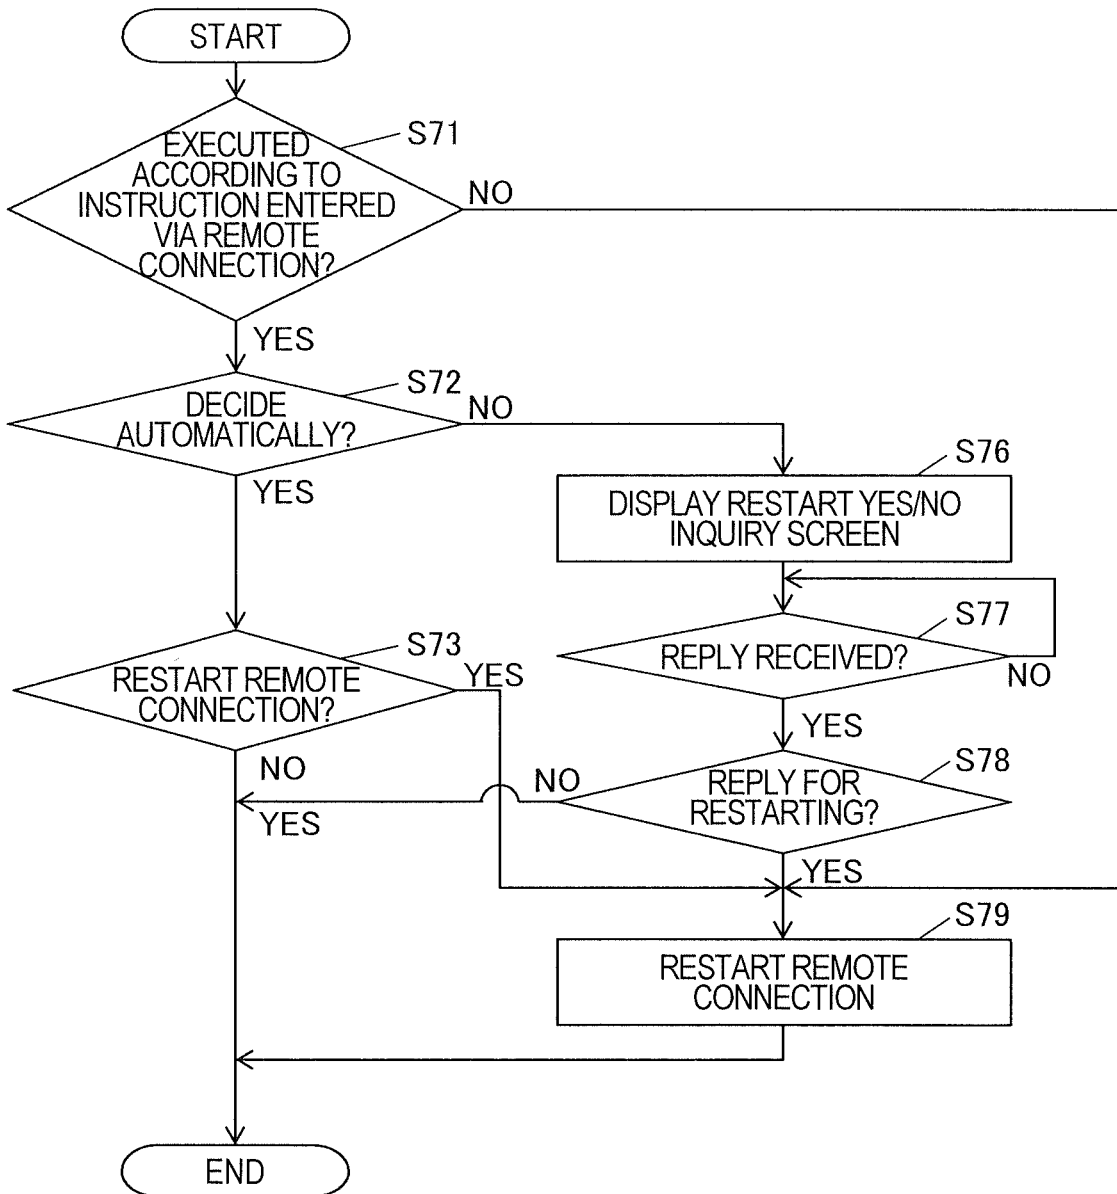 START
S71
EXECUTED
ACCORDING TO
INSTRUCTION ENTERED
VIA REMOTE
CONNECTION?
NO
YES
S72
DECIDE
AUTOMATICALLY?
NO
YES
S76
DISPLAY RESTART YES/NO
INQUIRY SCREEN
S77
REPLY RECEIVED?
NO
YES
S73
RESTART REMOTE
CONNECTION?
YES
NO
S78
REPLY FOR
RESTARTING?
NO
YES
YES
S79
RESTART REMOTE
CONNECTION
END